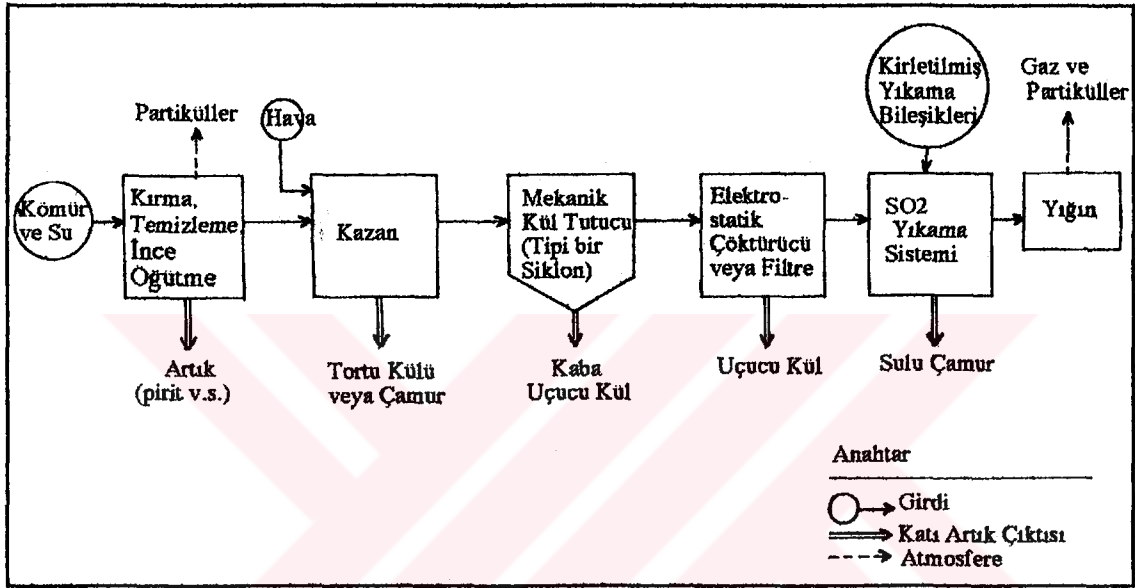 Kirletilmiş
Yıkama
Bileşikleri
Gaz ve
Partiküller
Partiküller
Hava
Kömür
ve Su
Kırma,
Temizleme,
İnce
Öğütme
Kazan
Mekanik
Kül Tutucu
(Tipi bir
Siklon)
Elektro-
statik
Çöktürücü
veya Filtre
SO2
Yıkama
Sistemi
Yığın
Artık
(pirit v.s.)
Tortu Külü
veya Çamur
Kaba
Uçucu Kül
Uçucu Kül
Sulu Çamur
Anahtar
Girdi
Katı Artık Çıktısı
Atmosfere